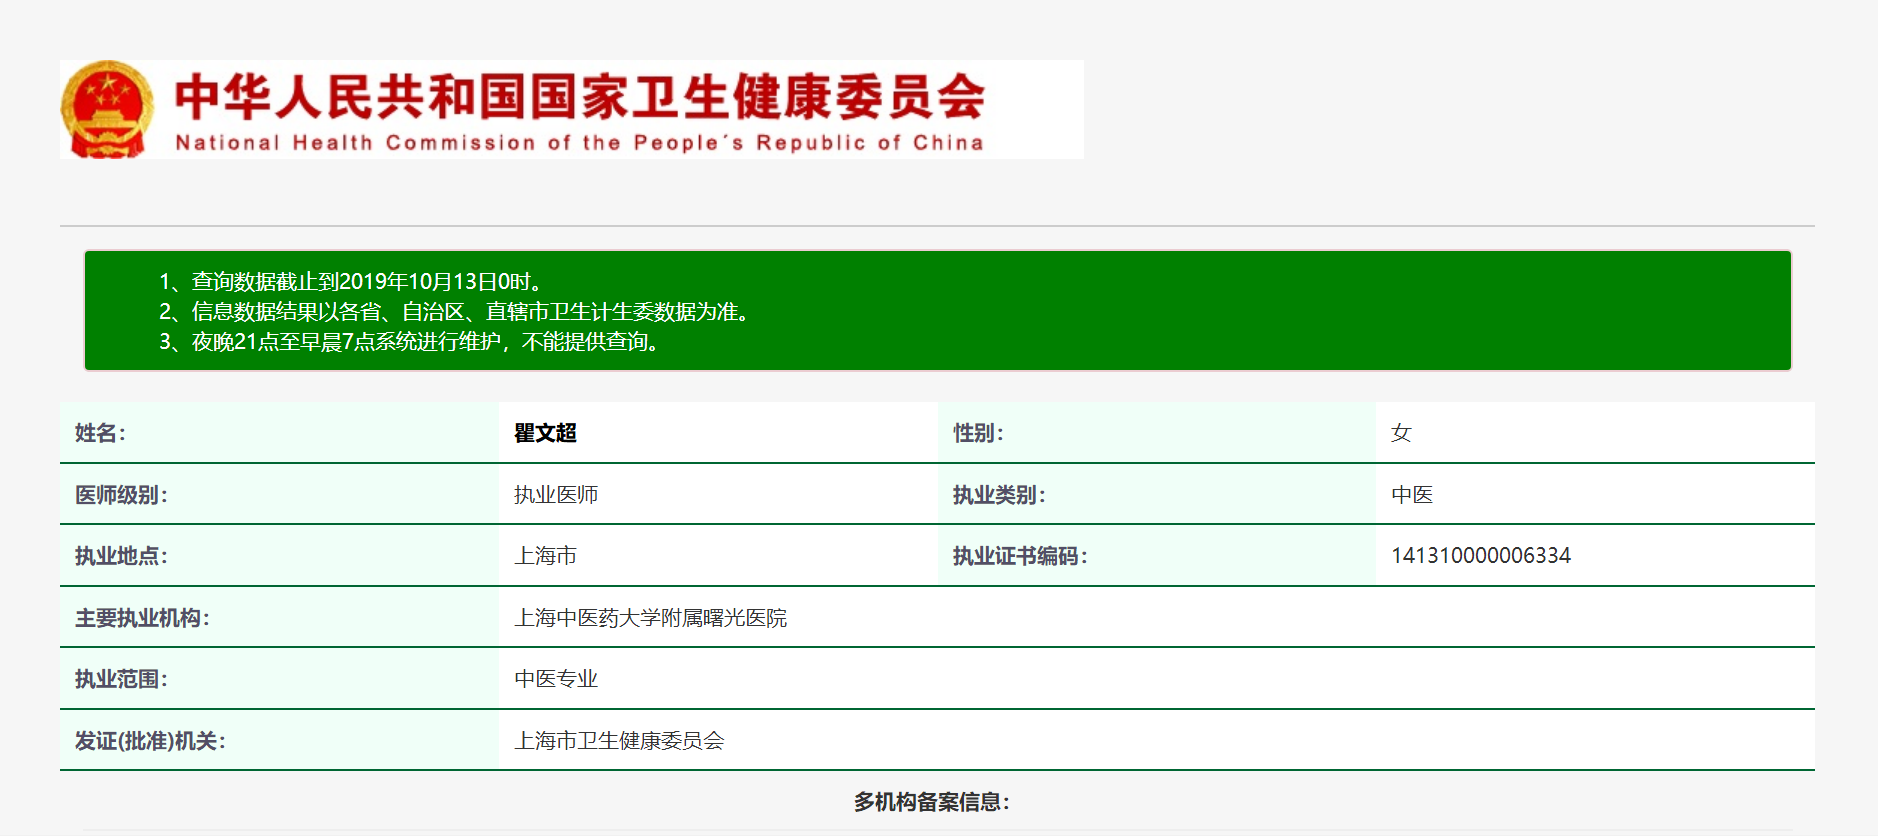 中华人民共和国国家卫生健康委员会
National Health Commission of the People´s Republic of China
1、查询数据截止到2019年10月13日0时。
2、信息数据结果以各省、自治区、直辖市卫生计生委数据为准。
3、夜晚21点至早晨7点系统进行维护，不能提供查询。
姓名： 瞿文超 性别： 女
医师级别： 执业医师 执业类别： 中医
执业地点： 上海市 执业证书编码： 141310000006334
主要执业机构： 上海中医药大学附属曙光医院
执业范围： 中医专业
发证(批准)机关： 上海市卫生健康委员会
多机构备案信息：